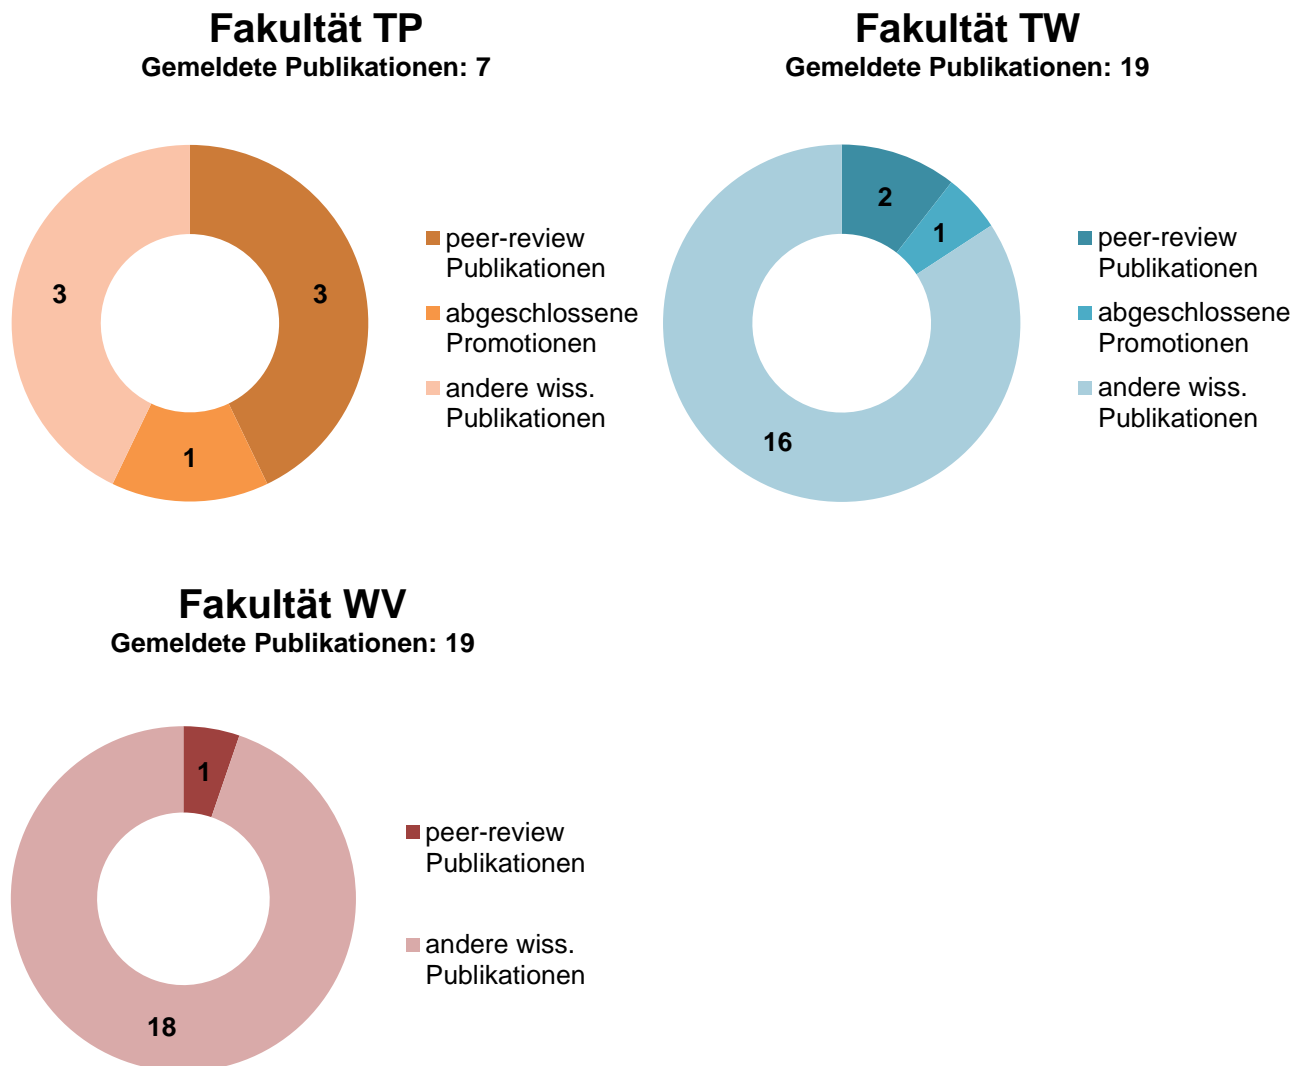 Fakultät TP
Gemeldete Publikationen: 7
3
3
1
peer-review
Publikationen
abgeschlossene
Promotionen
andere wiss.
Publikationen
Fakultät TW
Gemeldete Publikationen: 19
2
1
16
peer-review
Publikationen
abgeschlossene
Promotionen
andere wiss.
Publikationen
Fakultät WV
Gemeldete Publikationen: 19
1
18
peer-review
Publikationen
andere wiss.
Publikationen